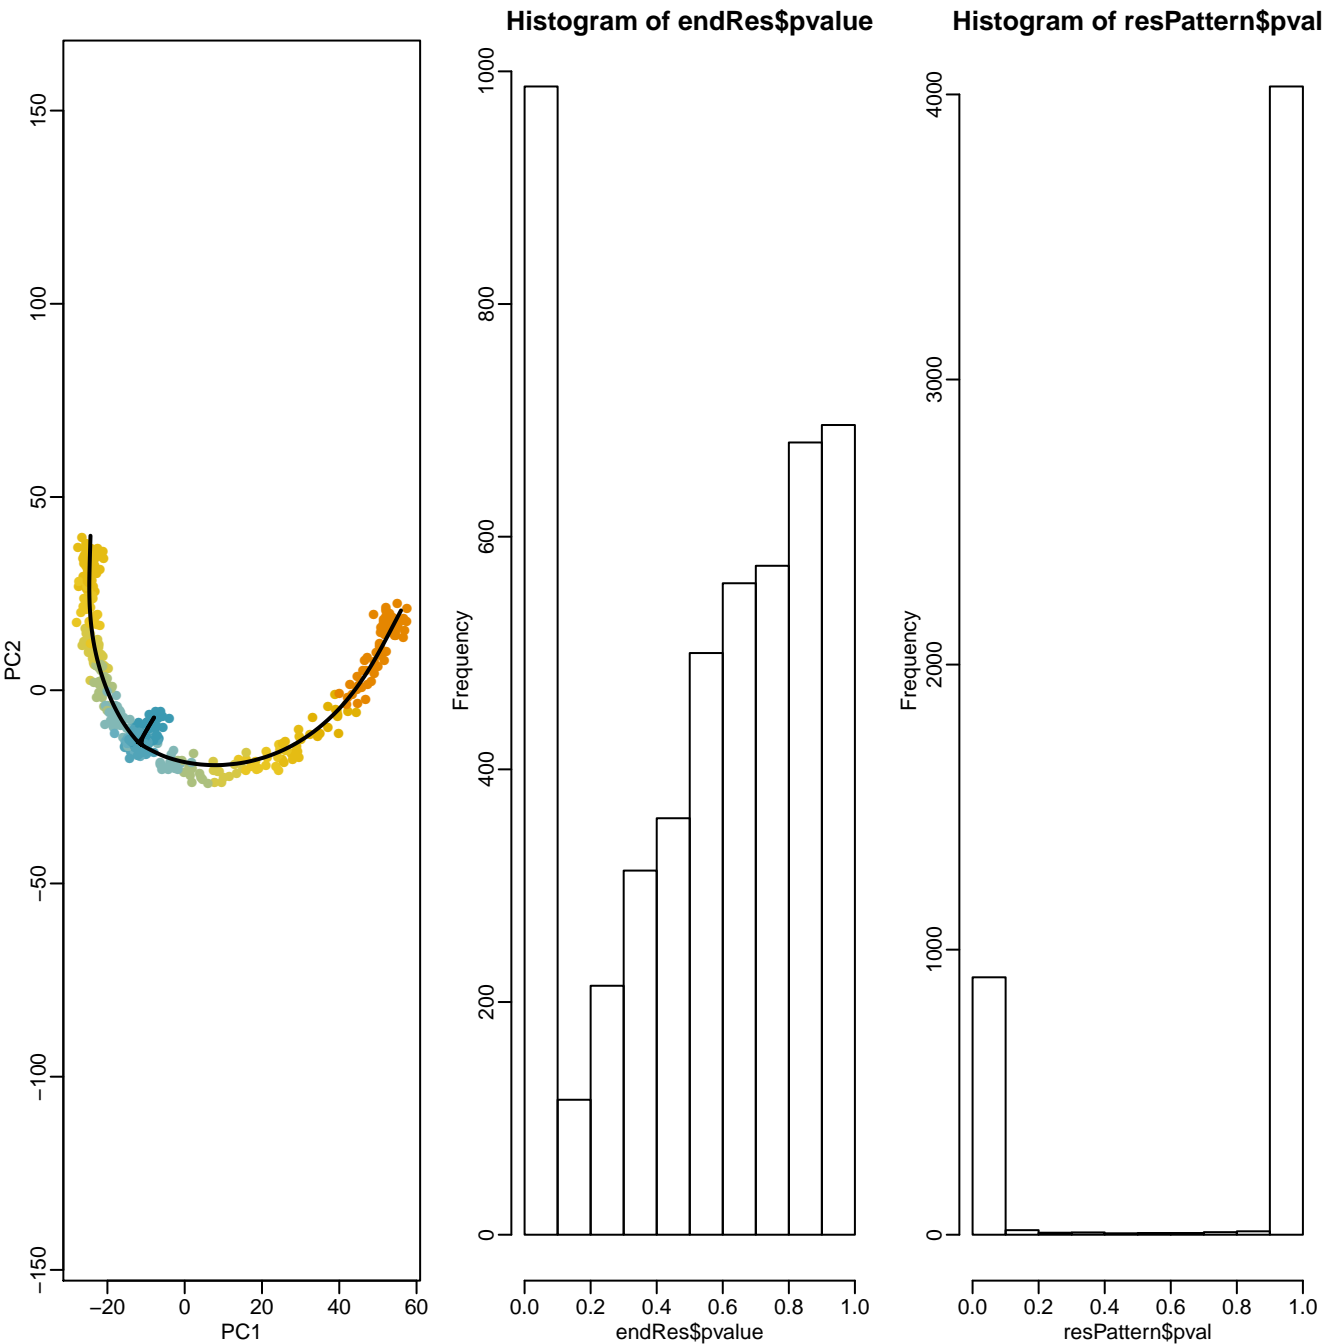 Histogram of endRes$pvalue
Histogram of resPattern$pval
PC2
150
100
50
0
−50
−100
−150
−20 0 20 40 60
PC1
Frequency
1000
800
600
400
200
0
0.0 0.2 0.4 0.6 0.8 1.0
endRes$pvalue
Frequency
4000
3000
2000
1000
0
0.0 0.2 0.4 0.6 0.8 1.0
resPattern$pval